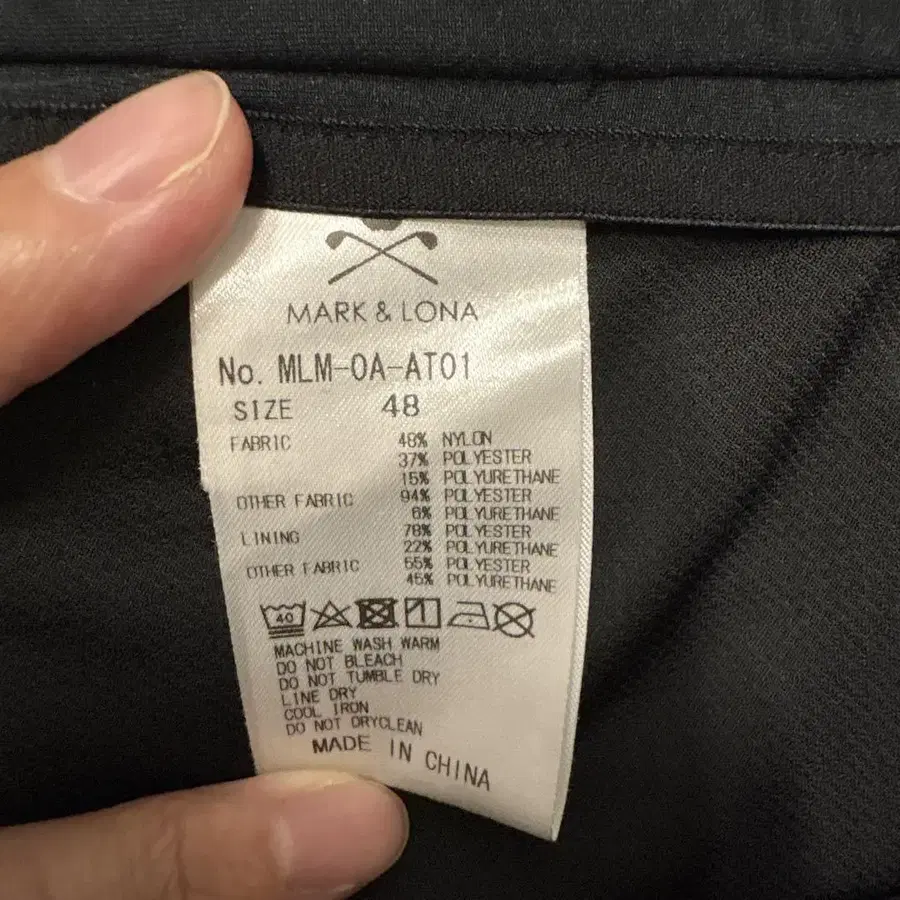 MARK & LONA
No. MLM-0A-AT01
SIZE 48
FABRIC 48% NYLON
37% POLYESTER
15% POLYURETHANE
OTHER FABRIC 94% POLYESTER
6% POLYURETHANE
LINING 78% POLYESTER
22% POLYURETHANE
OTHER FABRIC 55% POLYESTER
45% POLYURETHANE
40
MACHINE WASH WARM
DO NOT BLEACH
DO NOT TUMBLE DRY
LINE DRY
COOL IRON
DO NOT DRYCLEAN
MADE IN CHINA